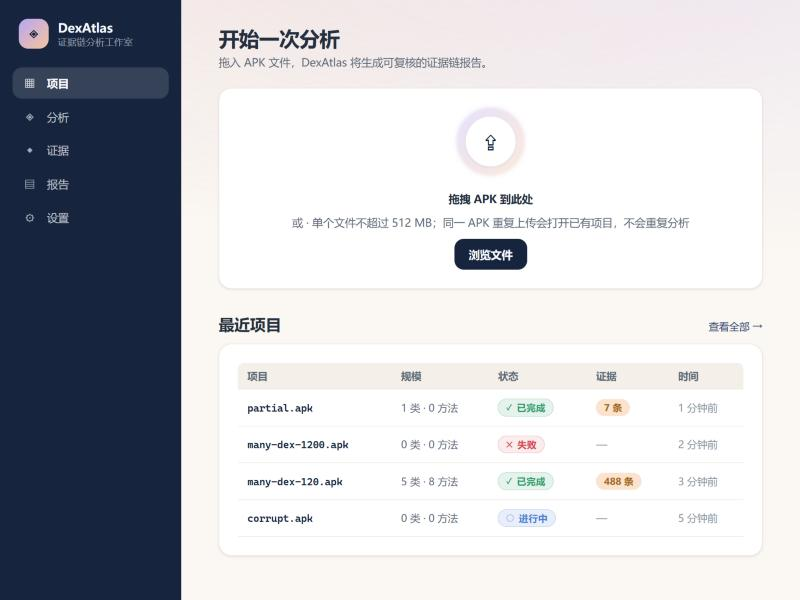 DexAtlas
证据链分析工作室
项目
分析
证据
报告
设置
开始一次分析
拖入 APK 文件，DexAtlas 将生成可复核的证据链报告。
拖拽 APK 到此处
或 · 单个文件不超过 512 MB；同一 APK 重复上传会打开已有项目，不会重复分析
浏览文件
最近项目
查看全部 →
项目 规模 状态 证据 时间
partial.apk 1 类 · 0 方法 ✓ 已完成 7 条 1 分钟前
many-dex-1200.apk 0 类 · 0 方法 ✕ 失败 — 2 分钟前
many-dex-120.apk 5 类 · 8 方法 ✓ 已完成 488 条 3 分钟前
corrupt.apk 0 类 · 0 方法 ○ 进行中 — 5 分钟前